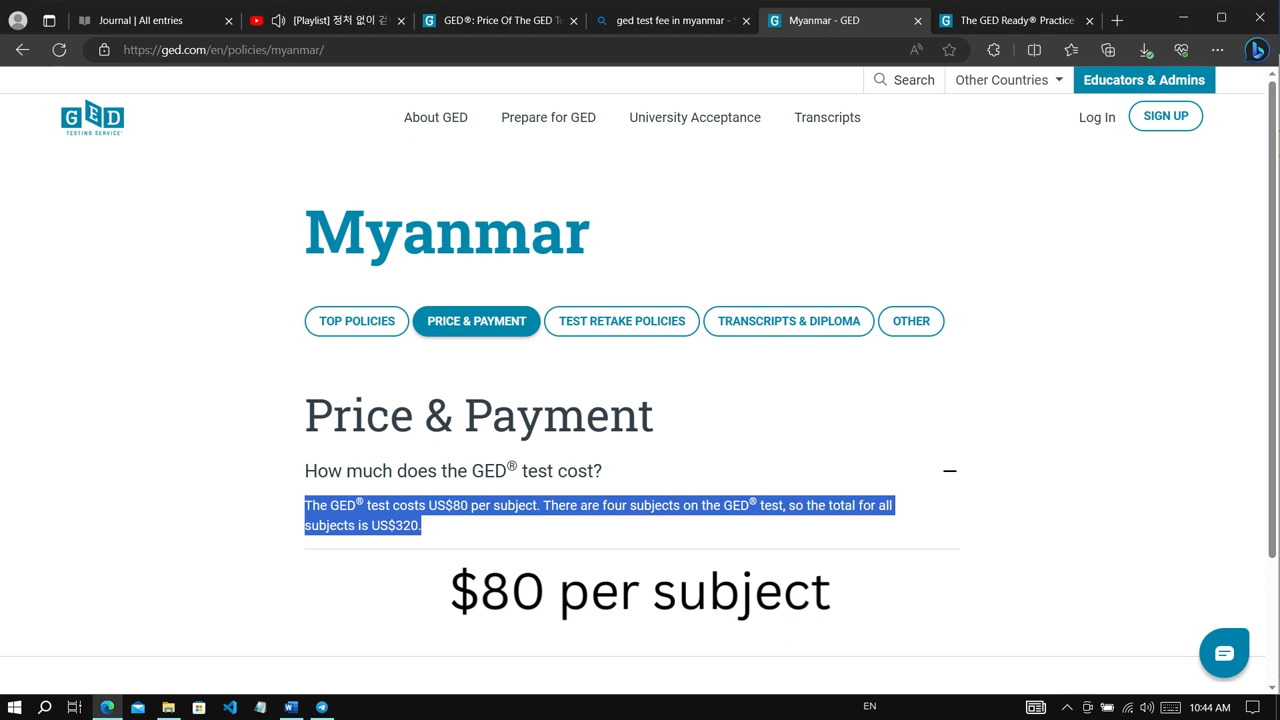 Journal | All entries
[Playlist] 정처 없이 걷
GED®: Price Of The GED Te
ged test fee in myanmar -
Myanmar - GED
The GED Ready® Practice
https://ged.com/en/policies/myanmar/
Search
Other Countries
Educators & Admins
GED
TESTING SERVICE®
About GED
Prepare for GED
University Acceptance
Transcripts
Log In
SIGN UP
Myanmar
TOP POLICIES
PRICE & PAYMENT
TEST RETAKE POLICIES
TRANSCRIPTS & DIPLOMA
OTHER
Price & Payment
How much does the GED® test cost?
The GED® test costs US$80 per subject. There are four subjects on the GED® test, so the total for all
subjects is US$320.
$80 per subject
EN
10:44 AM